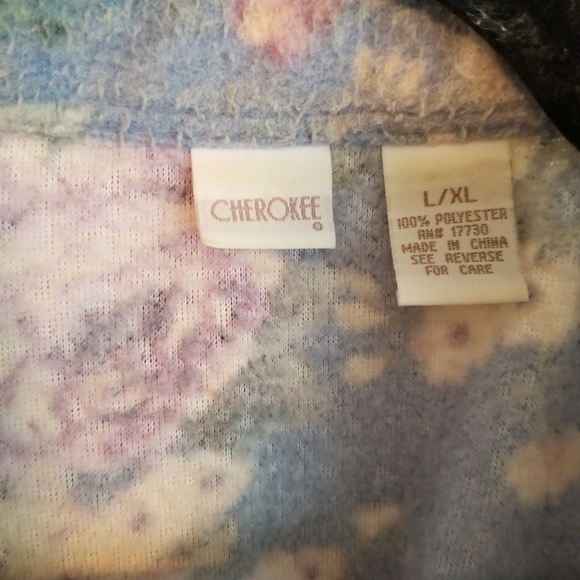 CHEROKEE®
L/XL
100% POLYESTER
RN# 17730
MADE IN CHINA
SEE REVERSE
FOR CARE